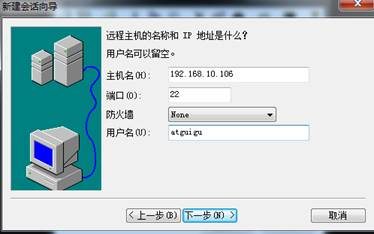 新建会话向导
远程主机的名称和 IP 地址是什么?
用户名可以留空。
主机名(H): 192.168.10.106
端口(O): 22
防火墙 None
用户名(U): atguigu
< 上一步(B) 下一步(N) > 取消